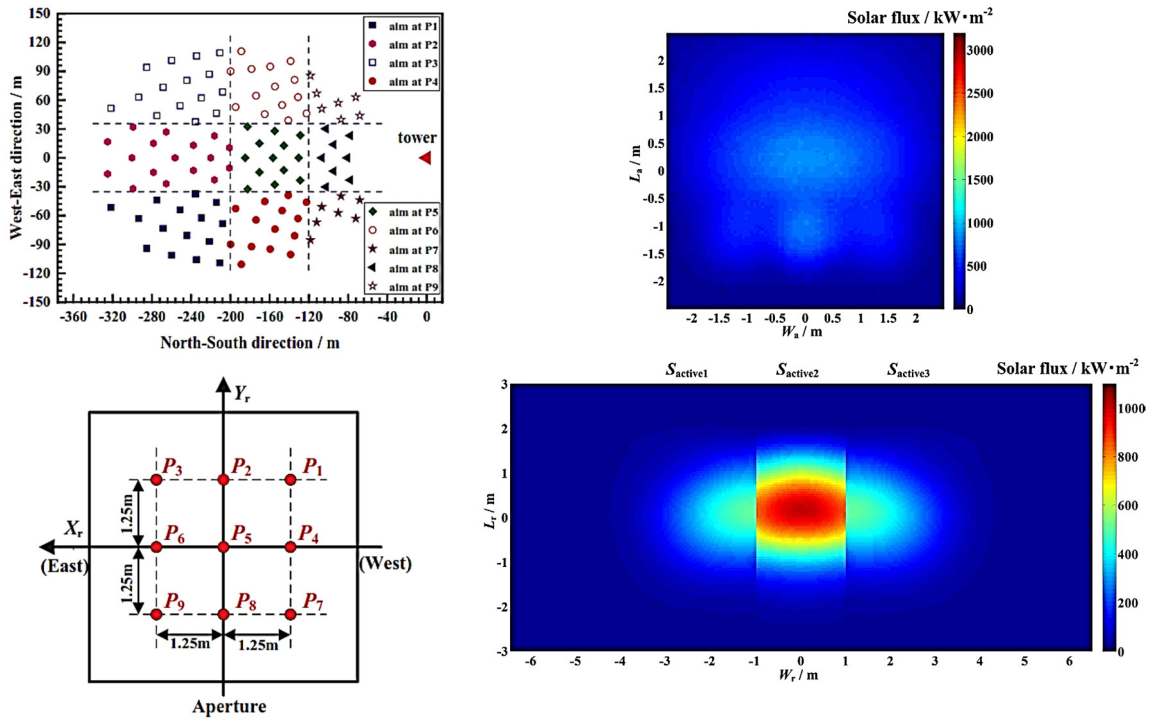 150
120
90
60
30
0
-30
-60
-90
-120
-150
West-East direction / m
-360 -320 -280 -240 -200 -160 -120 -80 -40 0
North-South direction / m
aim at P1
aim at P2
aim at P3
aim at P4
tower
aim at P5
aim at P6
aim at P7
aim at P8
aim at P9
Solar flux / kW·m-2
2
1.5
1
0.5
0
-0.5
-1
-1.5
-2
La / m
-2 -1.5 -1 -0.5 0 0.5 1 1.5 2
Wa / m
3000
2500
2000
1500
1000
500
0
Yr
P3 P2 P1
1.25m
Xr P6 P5 P4
(East) (West)
1.25m
P9 P8 P7
1.25m 1.25m
Aperture
Sactive1 Sactive2 Sactive3 Solar flux / kW·m-2
3
2
1
0
-1
-2
-3
Lr / m
-6 -5 -4 -3 -2 -1 0 1 2 3 4 5 6
Wr / m
1000
800
600
400
200
0